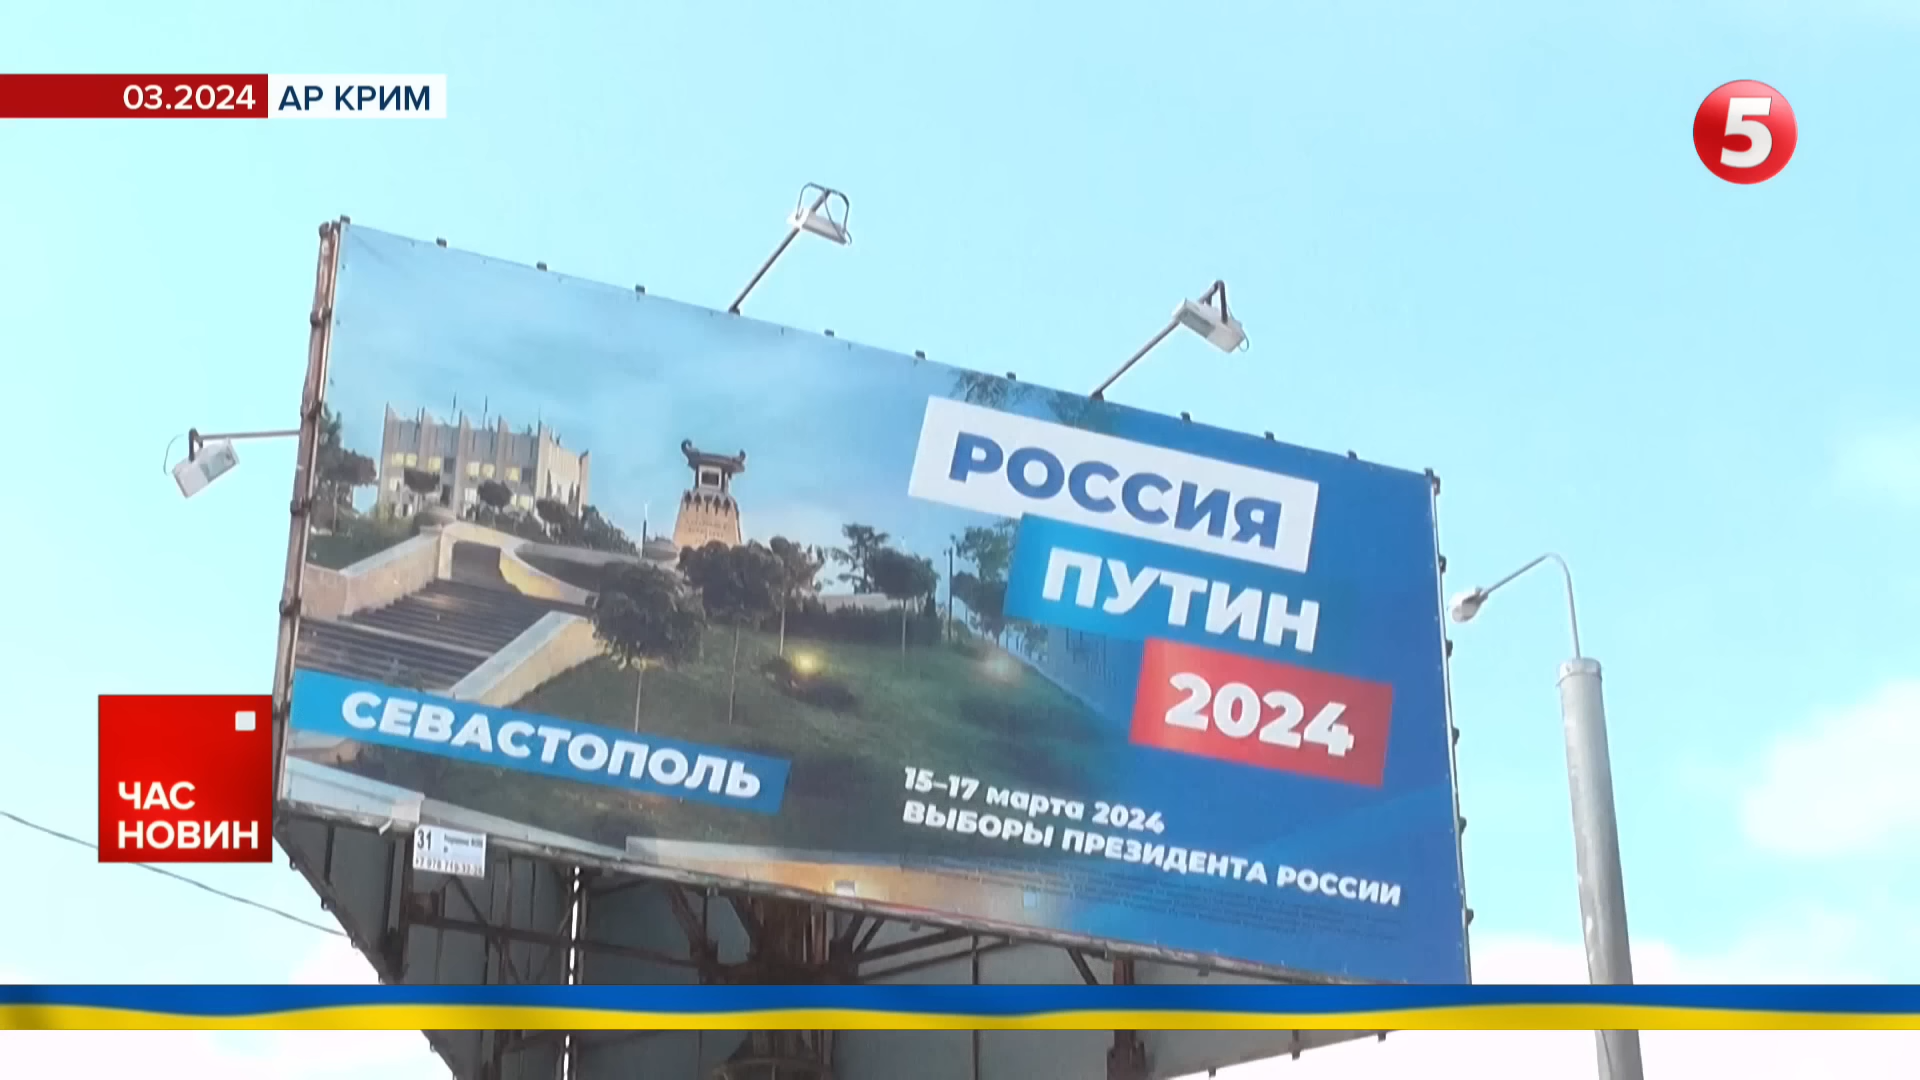 03.2024 АР КРИМ
5
РОССИЯ
ПУТИН
2024
СЕВАСТОПОЛЬ
15–17 марта 2024
ВЫБОРЫ ПРЕЗИДЕНТА РОССИИ
31
ЧАС
НОВИН